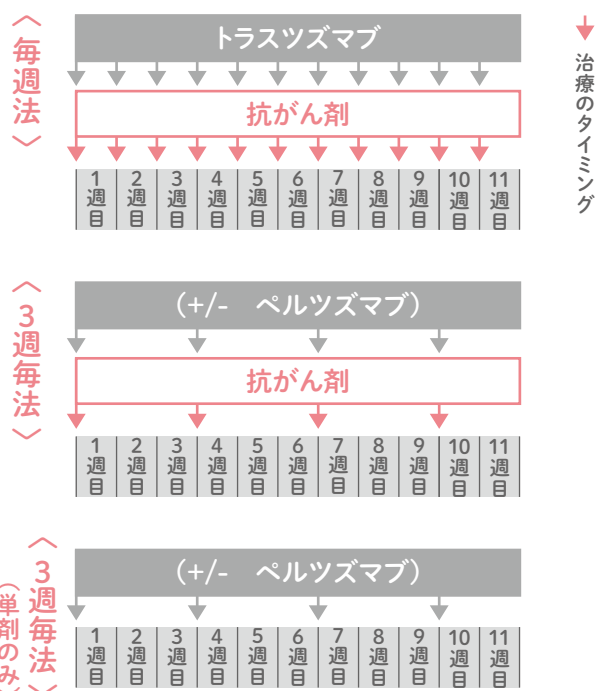 〈毎週法〉
トラスツズマブ
抗がん剤
1週目 2週目 3週目 4週目 5週目 6週目 7週目 8週目 9週目 10週目 11週目
治療のタイミング
〈3週毎法〉
(+/-　ペルツズマブ)
抗がん剤
1週目 2週目 3週目 4週目 5週目 6週目 7週目 8週目 9週目 10週目 11週目
〈3週毎法〉
(単剤のみ)
(+/-　ペルツズマブ)
1週目 2週目 3週目 4週目 5週目 6週目 7週目 8週目 9週目 10週目 11週目